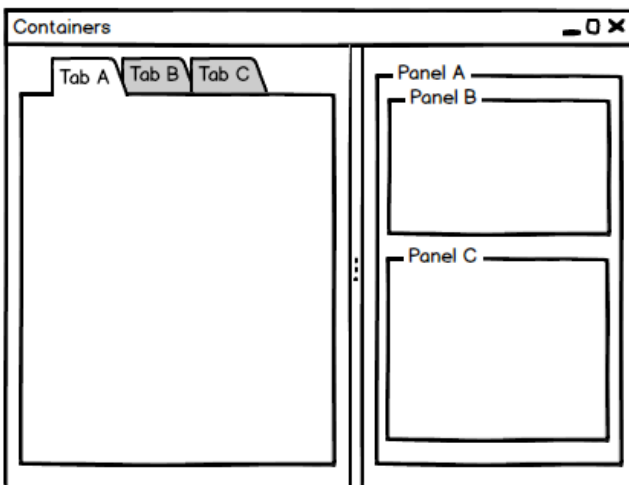 Containers
Tab A
Tab B
Tab C
Panel A
Panel B
Panel C